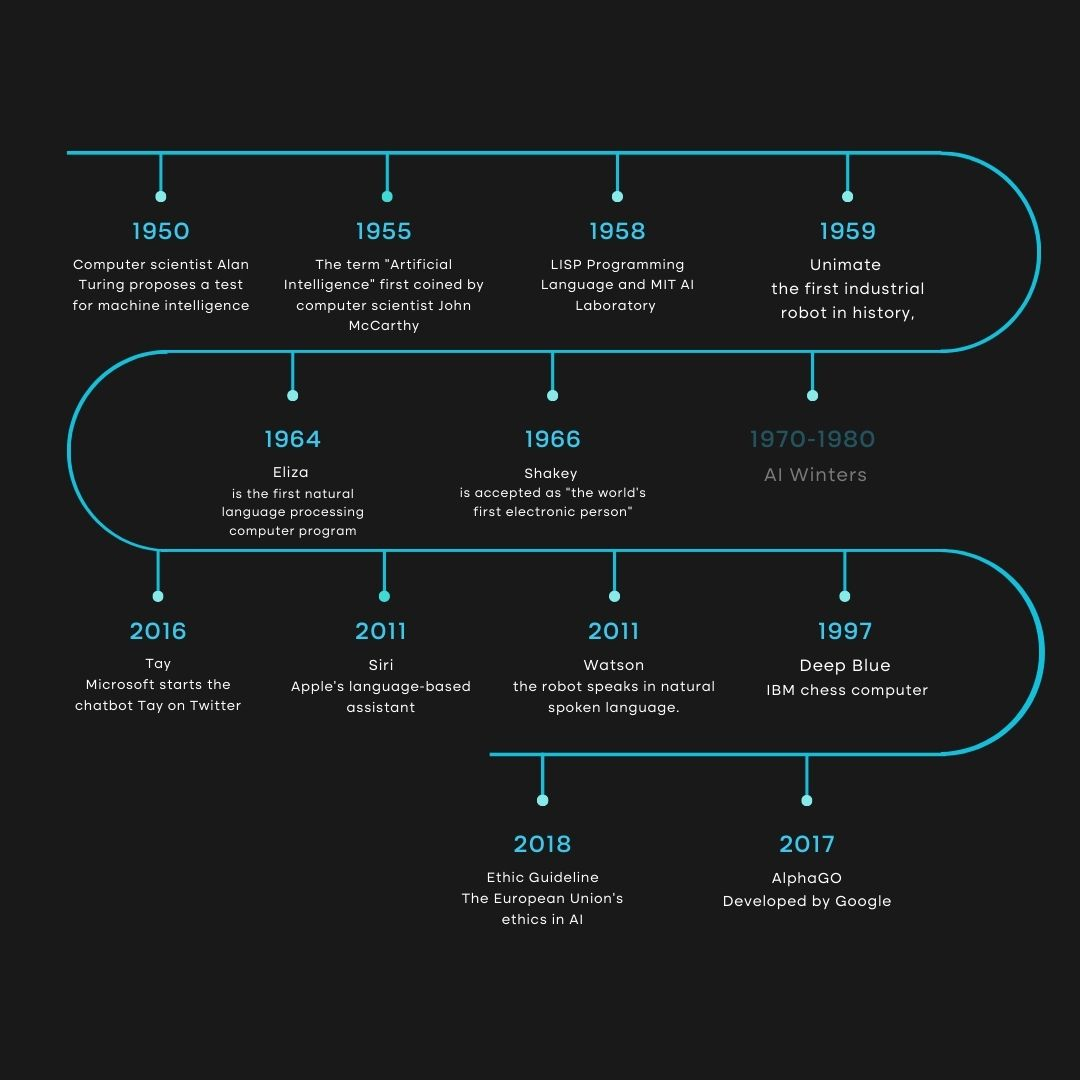 1950
Computer scientist Alan
Turing proposes a test
for machine intelligence
1955
The term "Artificial
Intelligence" first coined by
computer scientist John
McCarthy
1958
LISP Programming
Language and MIT AI
Laboratory
1959
Unimate
the first industrial
robot in history,
1964
Eliza
is the first natural
language processing
computer program
1966
Shakey
is accepted as "the world's
first electronic person"
1970-1980
AI Winters
2016
Tay
Microsoft starts the
chatbot Tay on Twitter
2011
Siri
Apple's language-based
assistant
2011
Watson
the robot speaks in natural
spoken language.
1997
Deep Blue
IBM chess computer
2018
Ethic Guideline
The European Union's
ethics in AI
2017
AlphaGO
Developed by Google